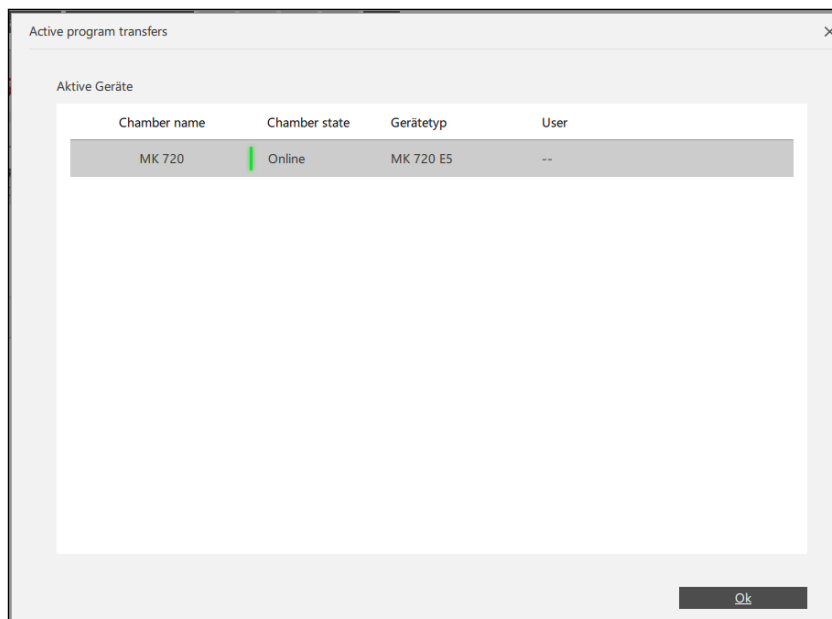 Active program transfers
Aktive Geräte
Chamber name Chamber state Gerätetyp User
MK 720 Online MK 720 E5 --
Ok